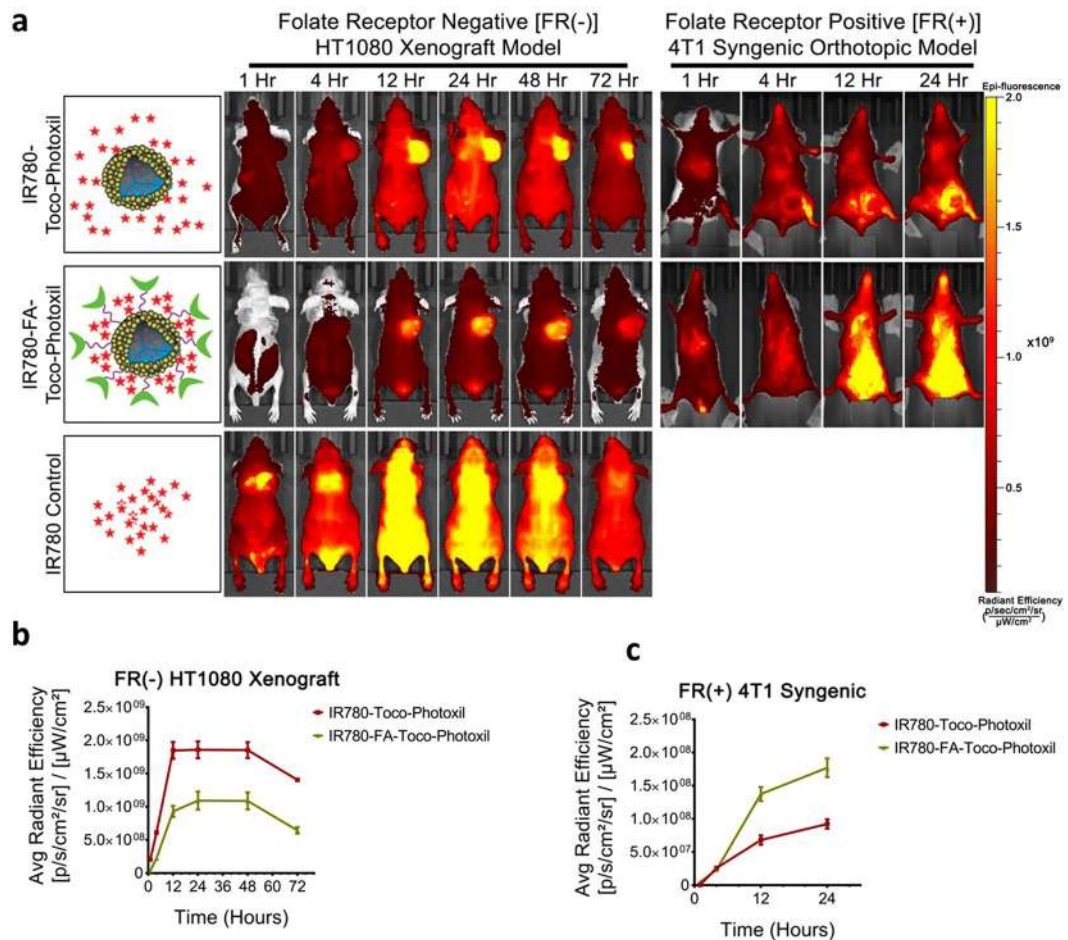 a
Folate Receptor Negative [FR(-)]
HT1080 Xenograft Model
Folate Receptor Positive [FR(+)]
4T1 Syngenic Orthotopic Model
1 Hr 4 Hr 12 Hr 24 Hr 48 Hr 72 Hr
1 Hr 4 Hr 12 Hr 24 Hr
Epi-fluorescence
2.0
1.5
1.0
x10⁹
0.5
Radiant Efficiency
(p/sec/cm²/sr / µW/cm²)
IR780-
Toco-Photoxil
IR780-FA-
Toco-Photoxil
IR780 Control
b
FR(-) HT1080 Xenograft
Avg Radiant Efficiency
[p/s/cm²/sr] / [µW/cm²]
2.5×10⁰⁹
2.0×10⁰⁹
1.5×10⁰⁹
1.0×10⁰⁹
5.0×10⁰⁸
0
0 12 24 36 48 60 72
Time (Hours)
IR780-Toco-Photoxil
IR780-FA-Toco-Photoxil
c
FR(+) 4T1 Syngenic
Avg Radiant Efficiency
[p/s/cm²/sr] / [µW/cm²]
2.5×10⁰⁸
2.0×10⁰⁸
1.5×10⁰⁸
1.0×10⁰⁸
5.0×10⁰⁷
0
12 24
Time (Hours)
IR780-Toco-Photoxil
IR780-FA-Toco-Photoxil